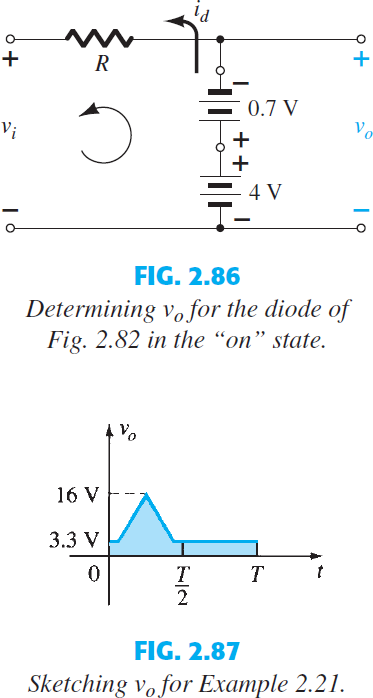 i_d
+ R − +
0.7 V
v_i + v_o
+
4 V
− − −
FIG. 2.86
Determining v_o for the diode of
Fig. 2.82 in the “on” state.
v_o
16 V
3.3 V
0 T/2 T t
FIG. 2.87
Sketching v_o for Example 2.21.